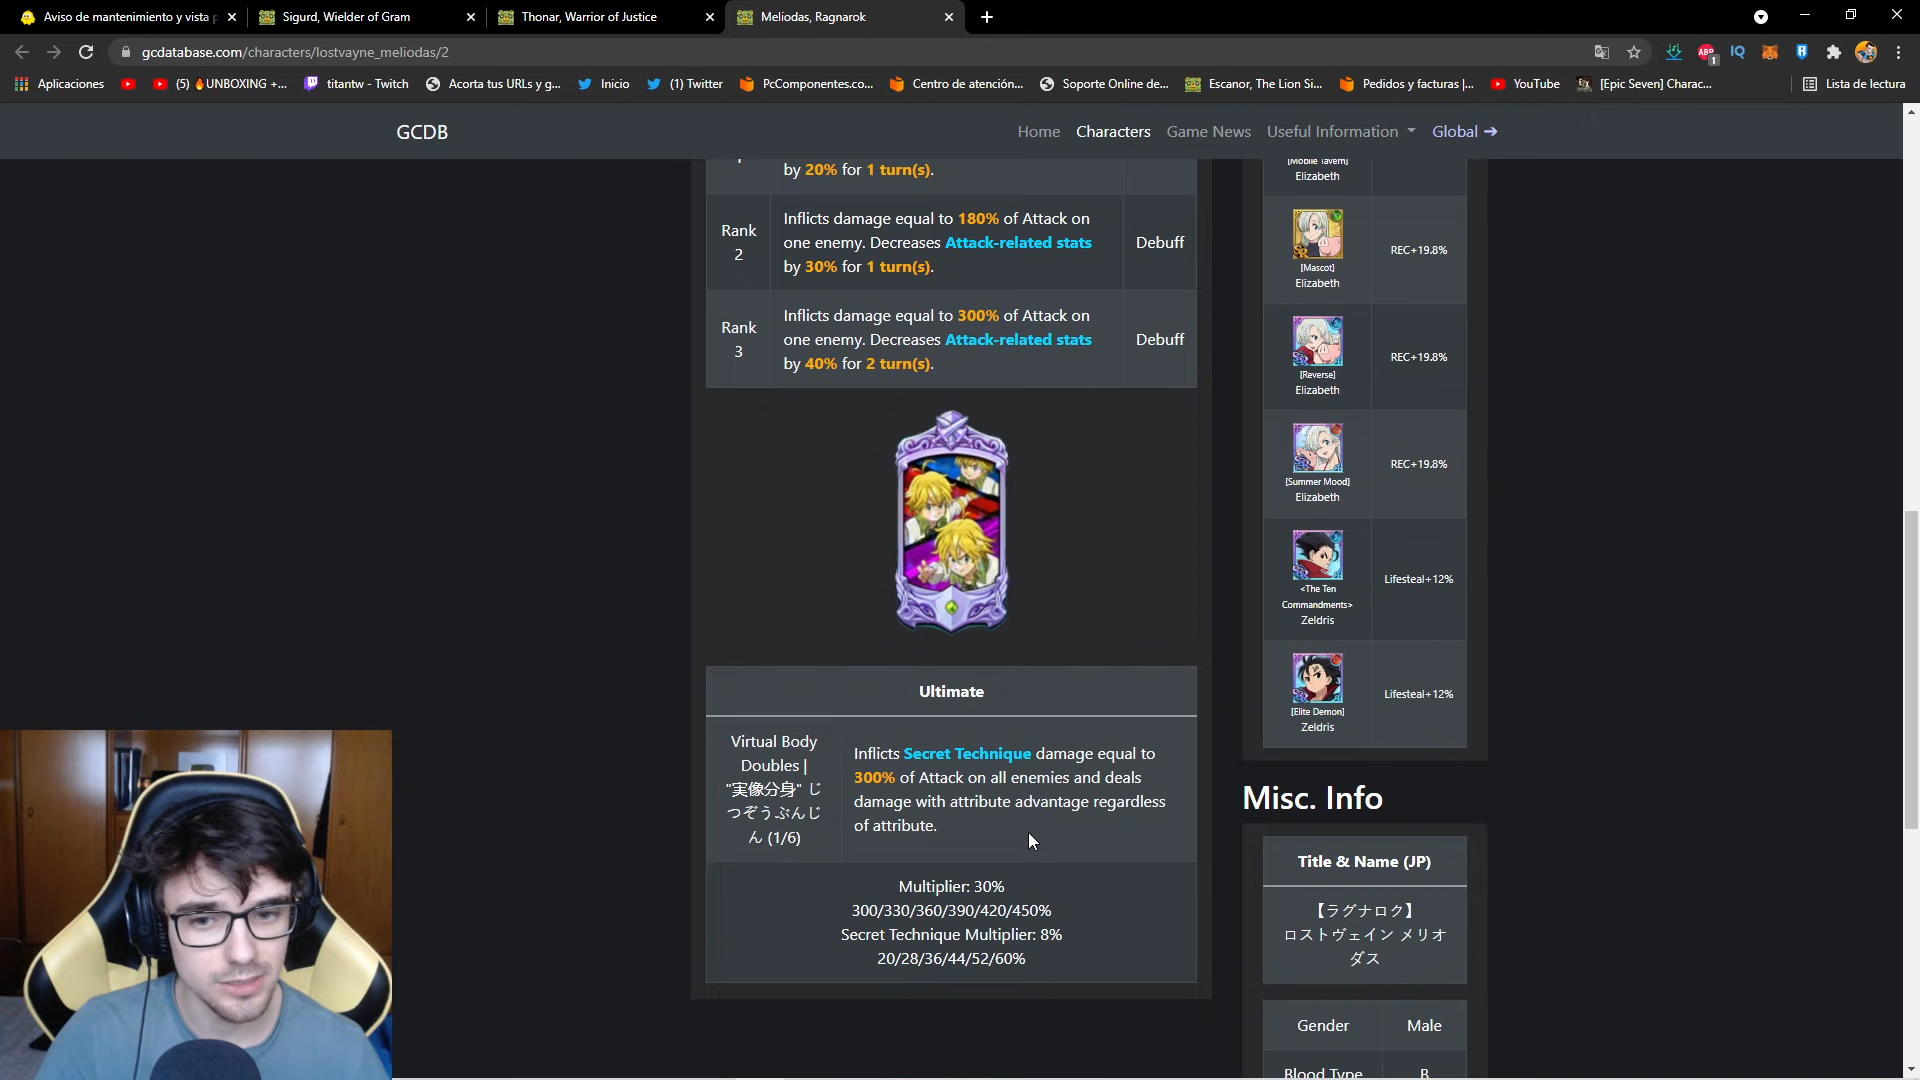 Aviso de mantenimiento y vista p
Sigurd, Wielder of Gram
Thonar, Warrior of Justice
Meliodas, Ragnarok
gcdatabase.com/characters/lostvayne_meliodas/2
Aplicaciones
(5) 🔥UNBOXING +...
titantw - Twitch
Acorta tus URLs y g...
Inicio
(1) Twitter
PcComponentes.co...
Centro de atención...
Soporte Online de...
Escanor, The Lion Si...
Pedidos y facturas |...
YouTube
[Epic Seven] Charac...
Lista de lectura
GCDB
Home
Characters
Game News
Useful Information
Global ➔
by 20% for 1 turn(s).
Rank
2
Inflicts damage equal to 180% of Attack on
one enemy. Decreases Attack-related stats
by 30% for 1 turn(s).
Debuff
Rank
3
Inflicts damage equal to 300% of Attack on
one enemy. Decreases Attack-related stats
by 40% for 2 turn(s).
Debuff
Ultimate
Virtual Body
Doubles |
"実像分身" じ
つぞうぶんじ
ん (1/6)
Inflicts Secret Technique damage equal to
300% of Attack on all enemies and deals
damage with attribute advantage regardless
of attribute.
Multiplier: 30%
300/330/360/390/420/450%
Secret Technique Multiplier: 8%
20/28/36/44/52/60%
[Mobile Tavern]
Elizabeth
[Mascot]
Elizabeth
REC+19.8%
[Reverse]
Elizabeth
REC+19.8%
[Summer Mood]
Elizabeth
REC+19.8%
<The Ten
Commandments>
Zeldris
Lifesteal+12%
[Elite Demon]
Zeldris
Lifesteal+12%
Misc. Info
Title & Name (JP)
【ラグナロク】
ロストヴェイン メリオ
ダス
Gender
Male
Blood Type
B